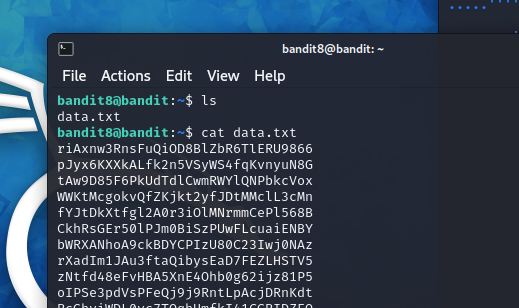 bandit8@bandit: ~
File Actions Edit View Help
bandit8@bandit:~$ ls
data.txt
bandit8@bandit:~$ cat data.txt
riAxnw3RnsFuQiOD8BlZbR6TlERU9866
pJyx6KXXkALfk2n5VSyWS4fqKvnyuN8G
tAw9D85F6PkUdTdlCwmRWYlQNPbkcVox
WWKtMcgokvQfZKjkt2yfJDtMMclL3cMn
fYJtDkXtfgl2A0r3iOlMNrmmCePl568B
CkhRsGEr50lPJm0BiSzPUwFLcuaiENBY
bWRXANhoA9ckBDYCPIzU80C23Iwj0NAz
rXadIm1JAu3ftaQibysEaD7FEZLHSTV5
zNtfd48eFvHBA5XnE4Ohb0g62ijz81P5
oIPSe3pdVsPFeQj9j9RntLpAcjDRnKdt